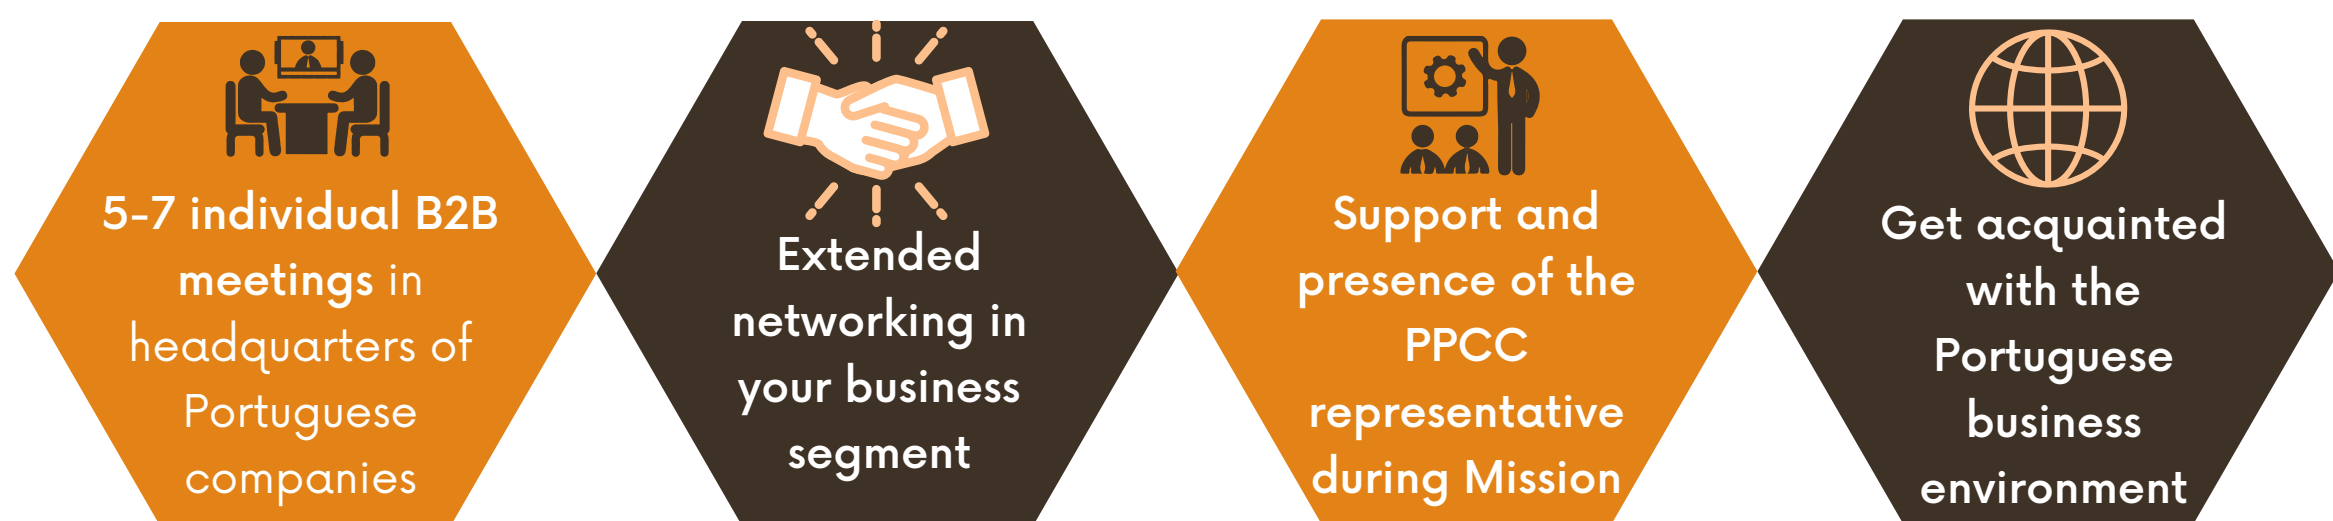 5-7 individual B2B
meetings in
headquarters of
Portuguese
companies
Extended
networking in
your business
segment
Support and
presence of the
PPCC
representative
during Mission
Get acquainted
with the
Portuguese
business
environment